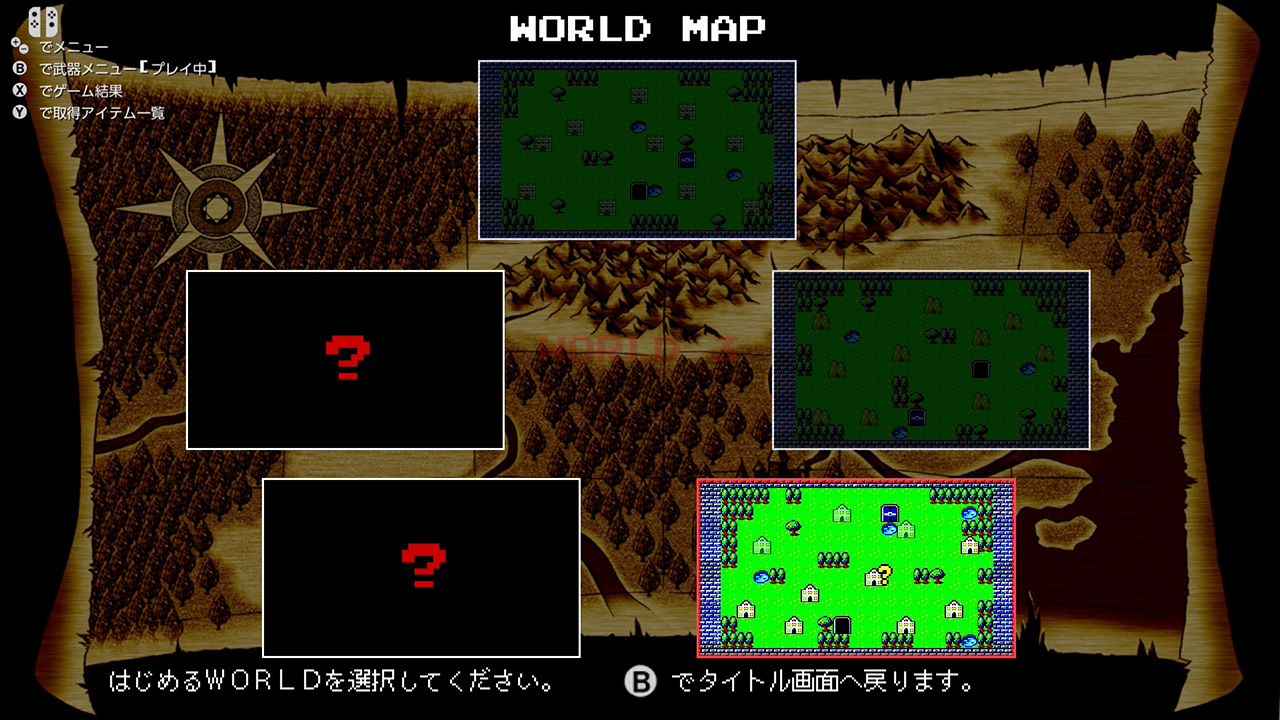 WORLD MAP
でメニュー
B で武器メニュー【プレイ中】
X でゲーム結果
Y で取得アイテム一覧
?
?
?
はじめるWORLDを選択してください。
B でタイトル画面へ戻ります。